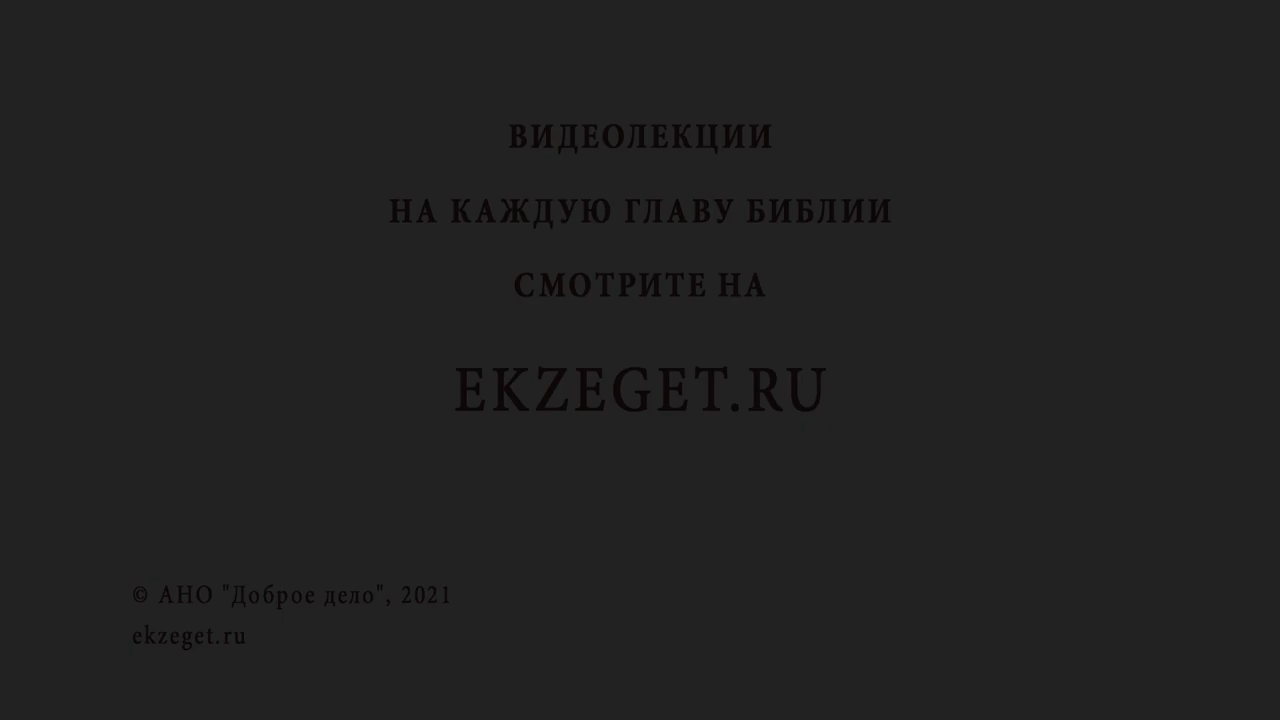 ВИДЕОЛЕКЦИИ
НА КАЖДУЮ ГЛАВУ БИБЛИИ
СМОТРИТЕ НА
EKZEGET.RU
© АНО "Доброе дело", 2021
ekzeget.ru